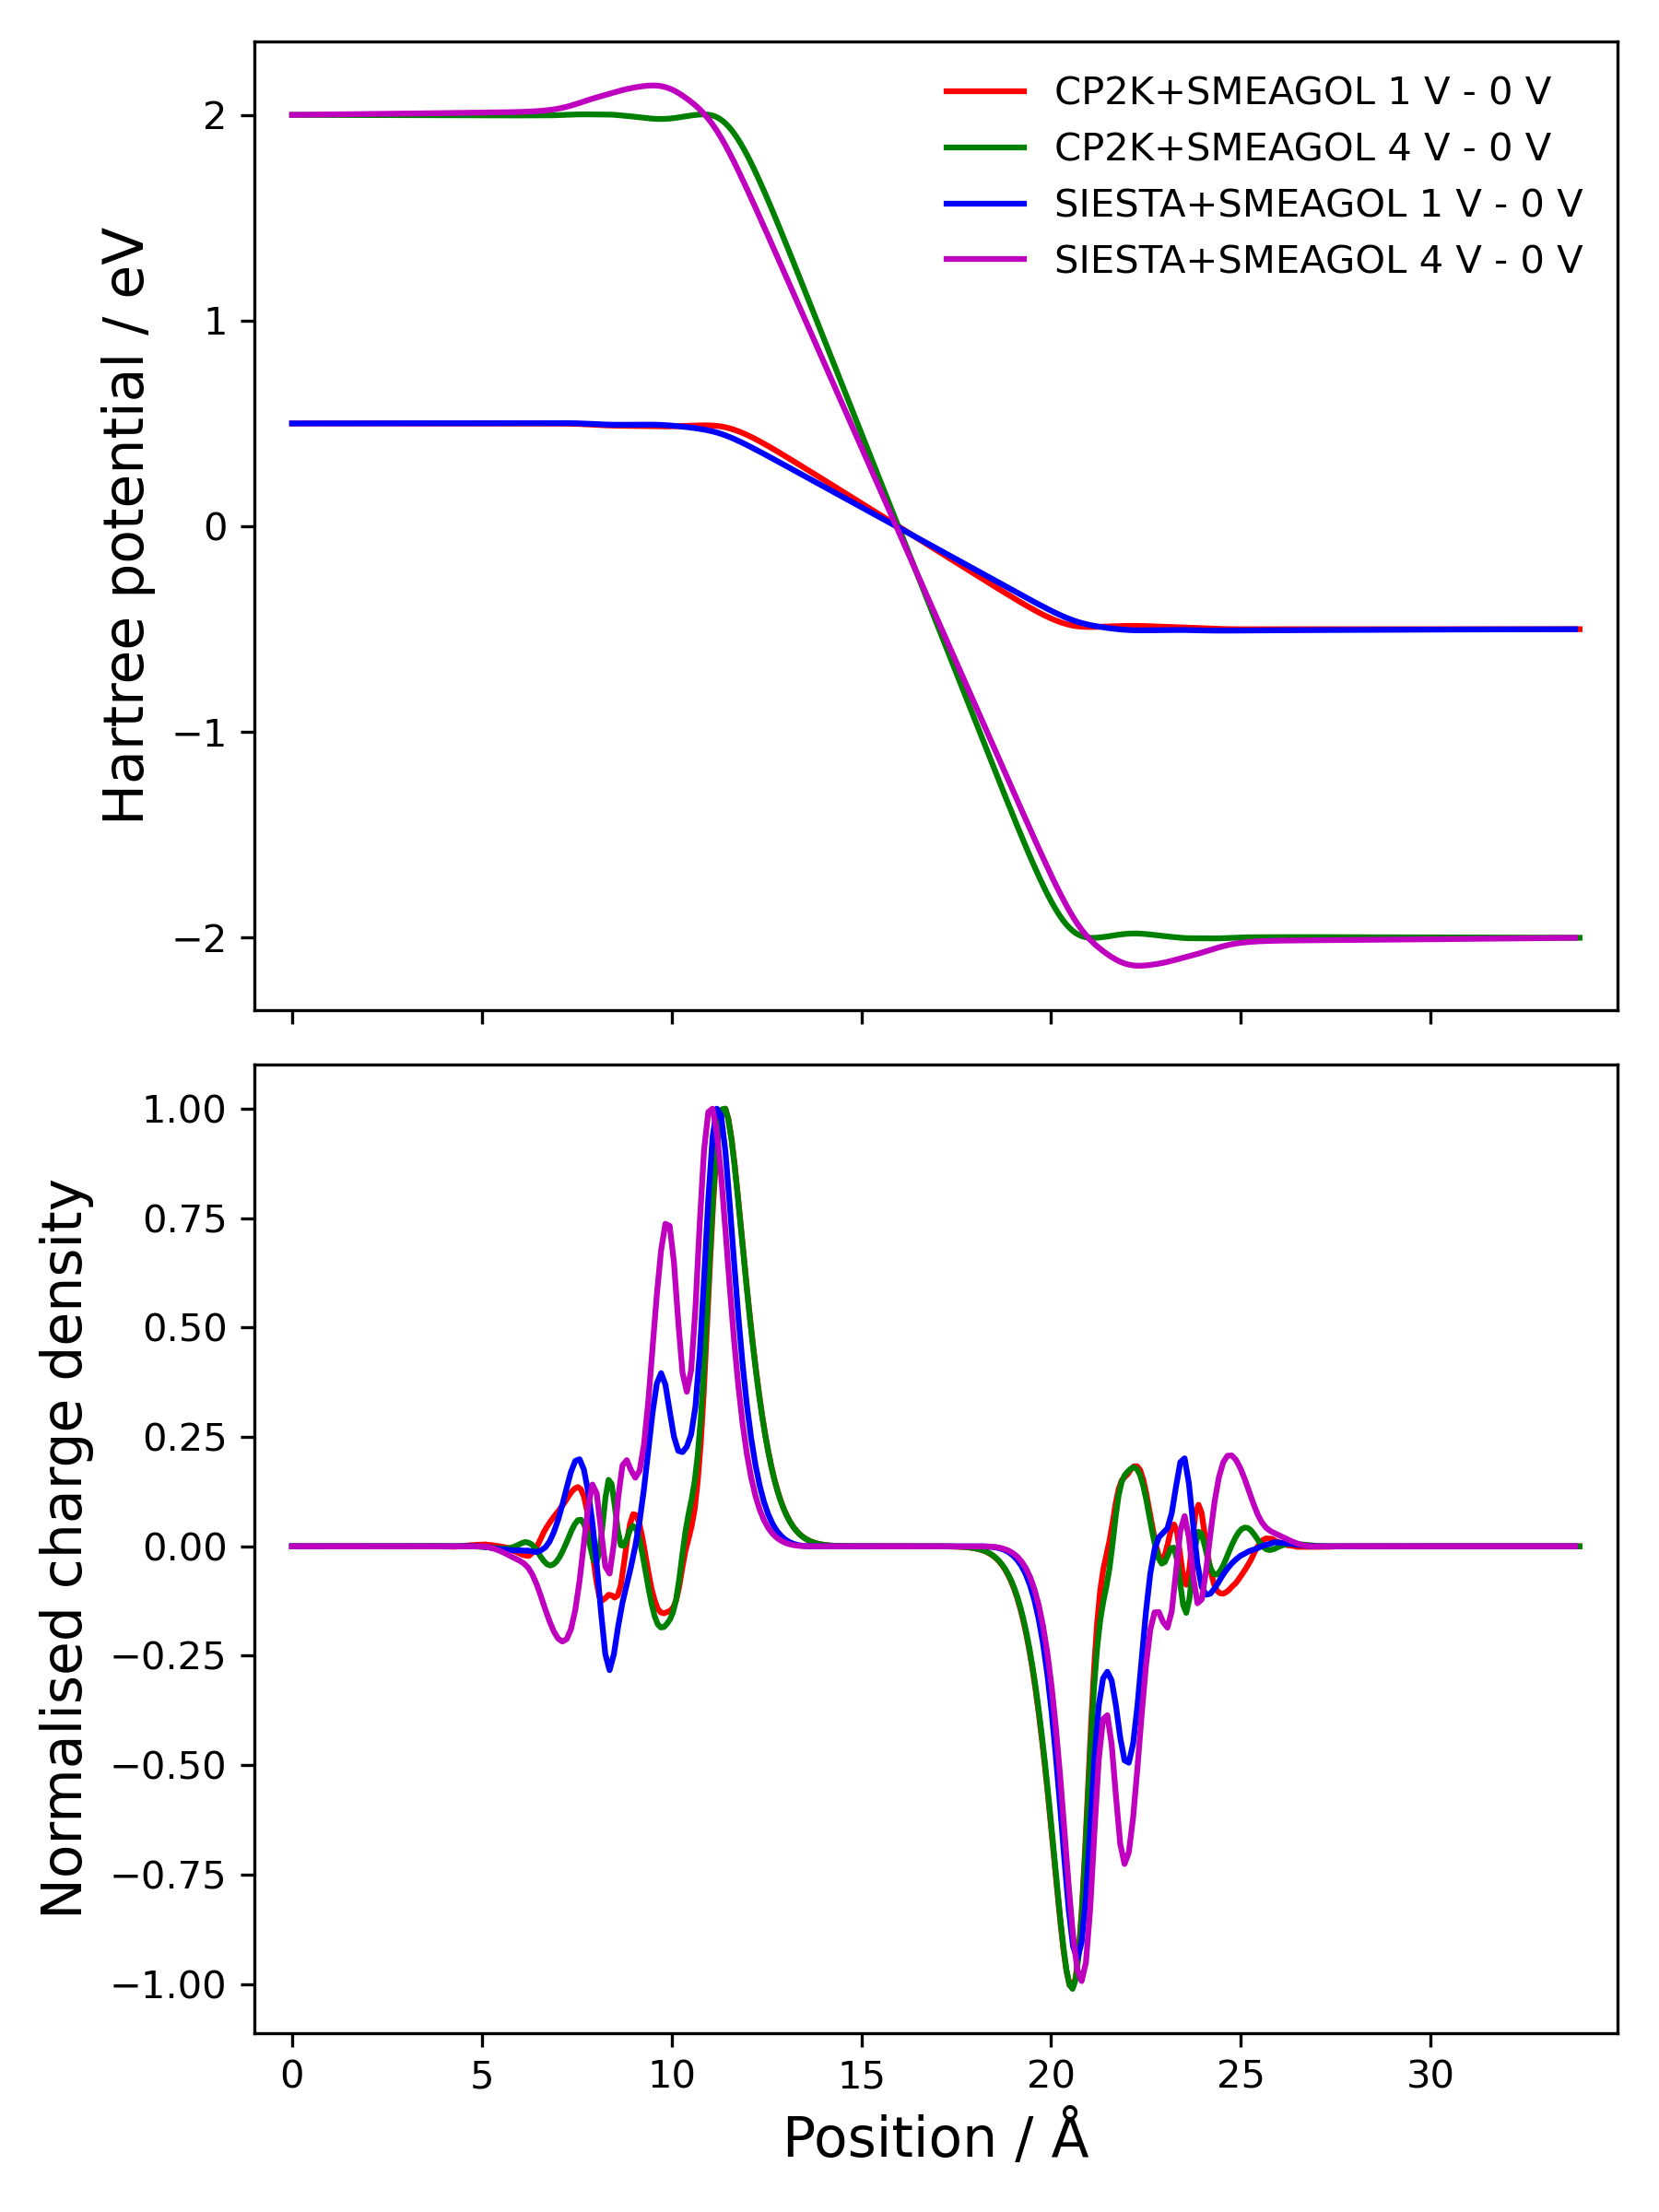 Hartree potential / eV
2
1
0
−1
−2
CP2K+SMEAGOL 1 V - 0 V
CP2K+SMEAGOL 4 V - 0 V
SIESTA+SMEAGOL 1 V - 0 V
SIESTA+SMEAGOL 4 V - 0 V
Normalised charge density
1.00
0.75
0.50
0.25
0.00
−0.25
−0.50
−0.75
−1.00
0 5 10 15 20 25 30
Position / Å